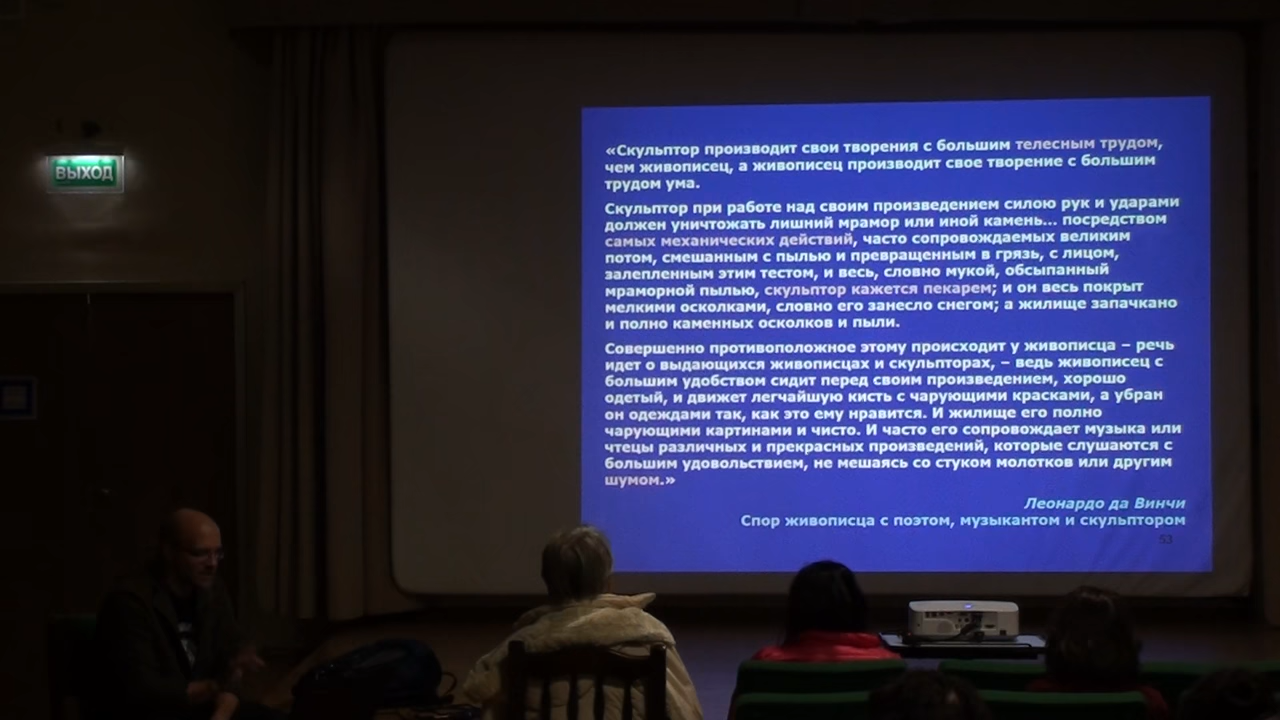 ВЫХОД
«Скульптор производит свои творения с большим телесным трудом,
чем живописец, а живописец производит свое творение с большим
трудом ума.
Скульптор при работе над своим произведением силою рук и ударами
должен уничтожать лишний мрамор или иной камень... посредством
самых механических действий, часто сопровождаемых великим
потом, смешанным с пылью и превращенным в грязь, с лицом,
залепленным этим тестом, и весь, словно мукой, обсыпанный
мраморной пылью, скульптор кажется пекарем; и он весь покрыт
мелкими осколками, словно его занесло снегом; а жилище запачкано
и полно каменных осколков и пыли.
Совершенно противоположное этому происходит у живописца – речь
идет о выдающихся живописцах и скульпторах, – ведь живописец с
большим удобством сидит перед своим произведением, хорошо
одетый, и движет легчайшую кисть с чарующими красками, а убран
он одеждами так, как это ему нравится. И жилище его полно
чарующими картинами и чисто. И часто его сопровождает музыка или
чтецы различных и прекрасных произведений, которые слушаются с
большим удовольствием, не мешаясь со стуком молотков или другим
шумом.»
Леонардо да Винчи
Спор живописца с поэтом, музыкантом и скульптором
53